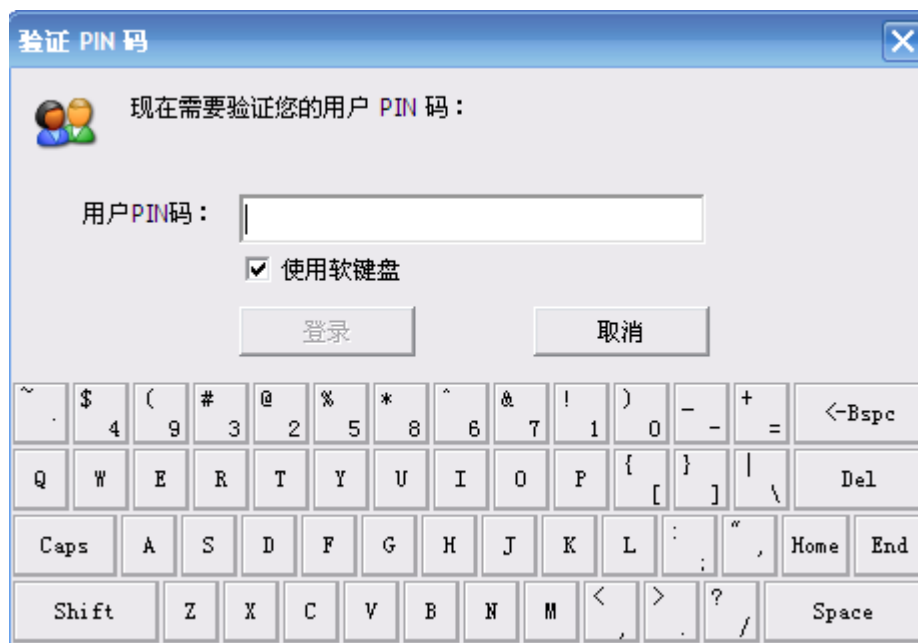 验证 PIN 码
现在需要验证您的用户 PIN 码：
用户PIN码：
使用软键盘
登录 取消
~ . $ 4 ( 9 # 3 @ 2 % 5 * 8 ^ 6 & 7 ! 1 ) 0 _ - + = <-Bspc
Q W E R T Y U I O P { [ } ] | \ Del
Caps A S D F G H J K L : ; " , Home End
Shift Z X C V B N M < , > . ? / Space